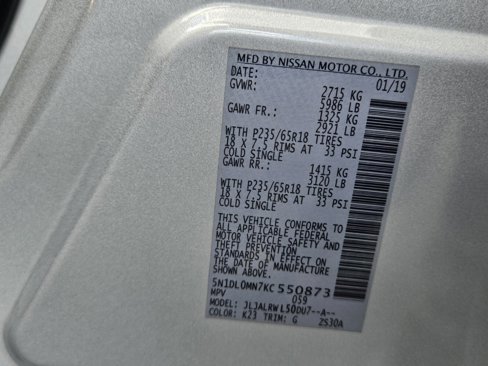 MFD BY NISSAN MOTOR CO., LTD.
DATE: 01/19
GVWR: 2715 KG
5986 LB
GAWR FR.: 1325 KG
2921 LB
WITH P235/65R18 TIRES
18 X 7.5 RIMS AT 33 PSI
COLD SINGLE
GAWR RR.: 1415 KG
3120 LB
WITH P235/65R18 TIRES
18 X 7.5 RIMS AT 33 PSI
COLD SINGLE
THIS VEHICLE CONFORMS TO
ALL APPLICABLE FEDERAL
MOTOR VEHICLE SAFETY AND
THEFT PREVENTION
STANDARDS IN EFFECT ON
THE DATE OF MANUFACTURE
SHOWN ABOVE.
5N1DL0MN7KC550873
MPV 059
MODEL: JLJALRWL50DU7--A--
COLOR: K23 TRIM: G ZS30A